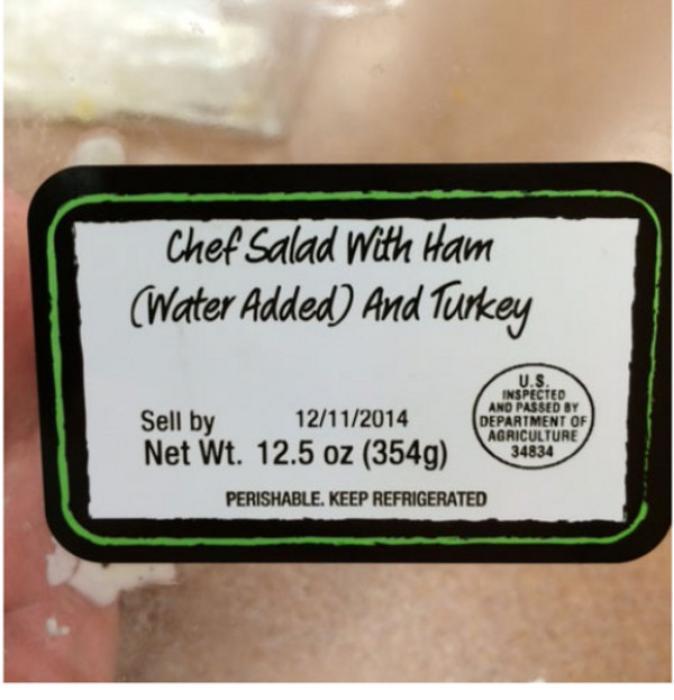 Chef Salad With Ham
(Water Added) And Turkey
Sell by 12/11/2014
Net Wt. 12.5 oz (354g)
U.S.
INSPECTED
AND PASSED BY
DEPARTMENT OF
AGRICULTURE
34834
PERISHABLE. KEEP REFRIGERATED